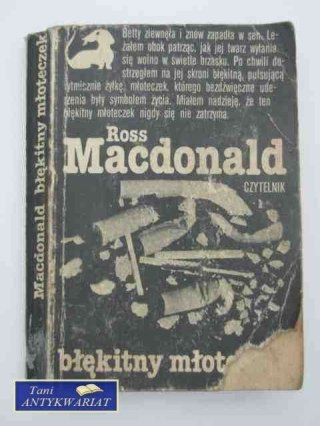 Betty ziewnęła i znów zapadła w sen. Le-
żałem obok patrząc, jak jej twarz wyłania
się wolno w świetle brzasku. Po chwili do-
strzegłem na jej skroni błękitną, pulsującą
rytmicznie żyłkę, młoteczek, którego bezdźwięczne ude-
rzenia były symbolem życia. Miałem nadzieję, że ten
błękitny młoteczek nigdy się nie zatrzyma.
Ross
Macdonald
CZYTELNIK
błękitny młote
Macdonald błękitny młoteczek
Tani
ANTYKWARIAT